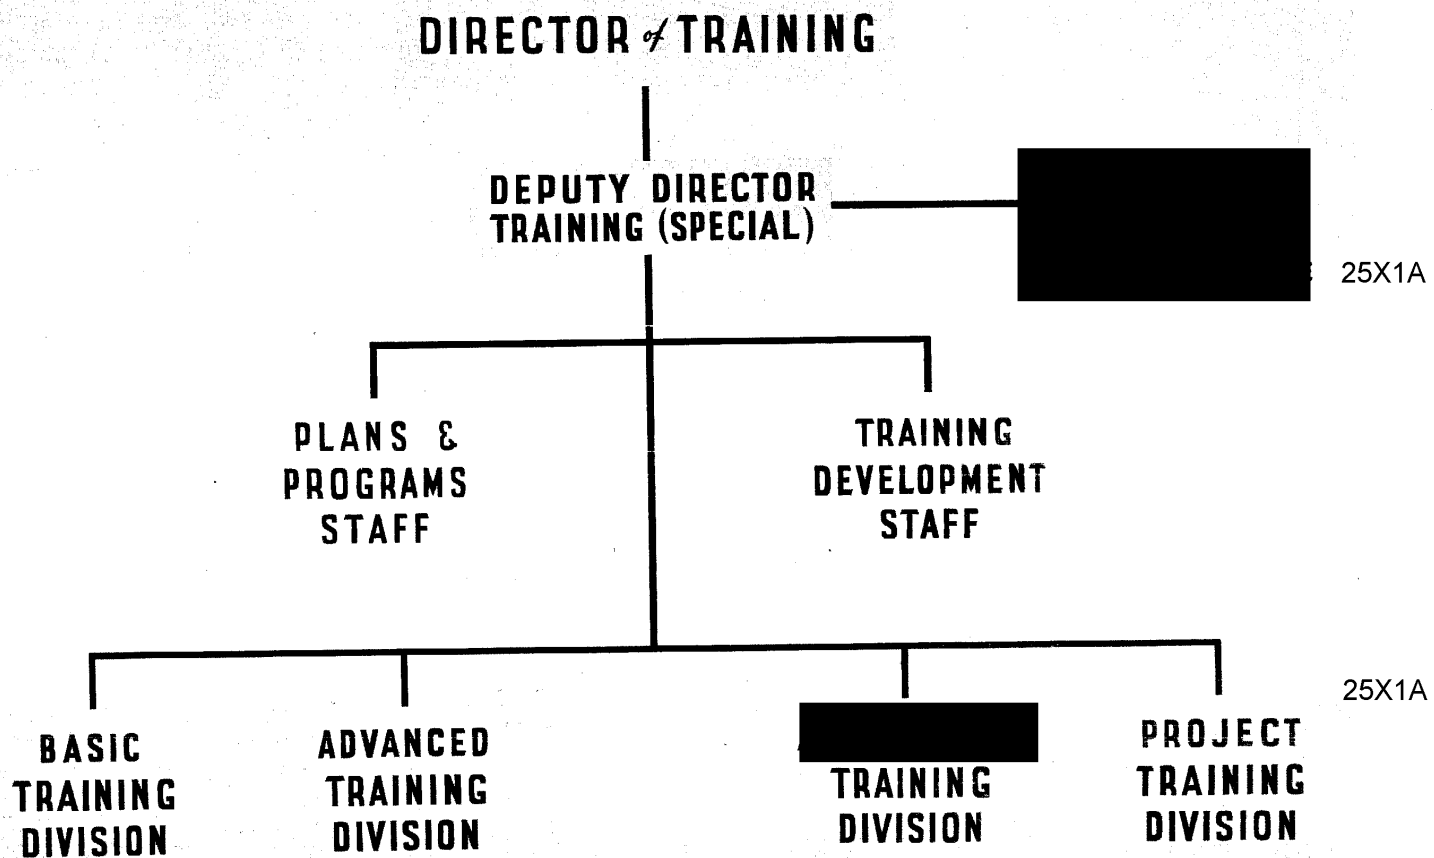 DIRECTOR of TRAINING
DEPUTY DIRECTOR
TRAINING (SPECIAL)
25X1A
PLANS &
PROGRAMS
STAFF
TRAINING
DEVELOPMENT
STAFF
25X1A
BASIC
TRAINING
DIVISION
ADVANCED
TRAINING
DIVISION
TRAINING
DIVISION
PROJECT
TRAINING
DIVISION